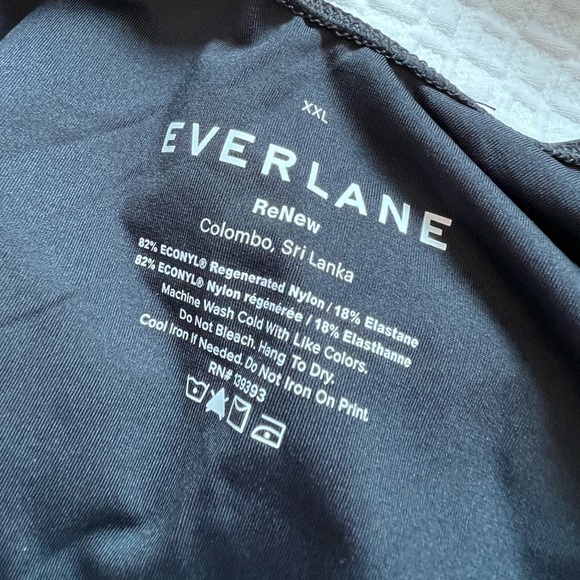 XXL
EVERLANE
ReNew
Colombo, Sri Lanka
82% ECONYL® Regenerated Nylon / 18% Elastane
82% ECONYL® Nylon régénérée / 18% Elasthanne
Machine Wash Cold With Like Colors.
Do Not Bleach. Hang To Dry.
Cool Iron If Needed. Do Not Iron On Print
RN# 139393